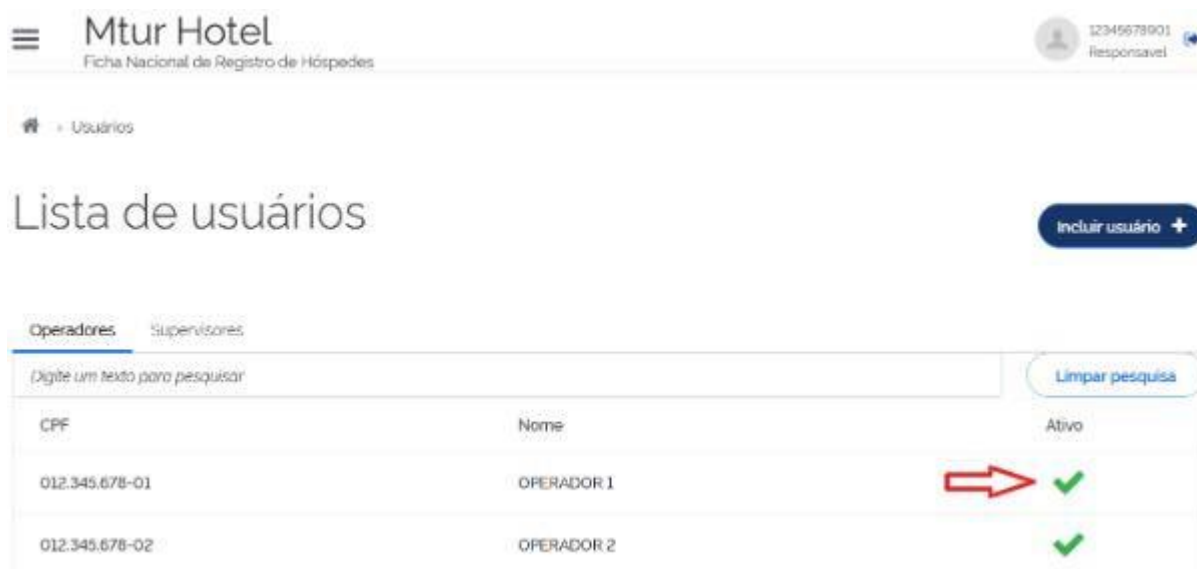 Mtur Hotel
Ficha Nacional de Registro de Hóspedes
12345678901
Responsavel
› Usuários
Lista de usuários
Incluir usuário +
Operadores Supervisores
Digite um texto para pesquisar
Limpar pesquisa
CPF Nome Ativo
012.345.678-01 OPERADOR 1
012.345.678-02 OPERADOR 2